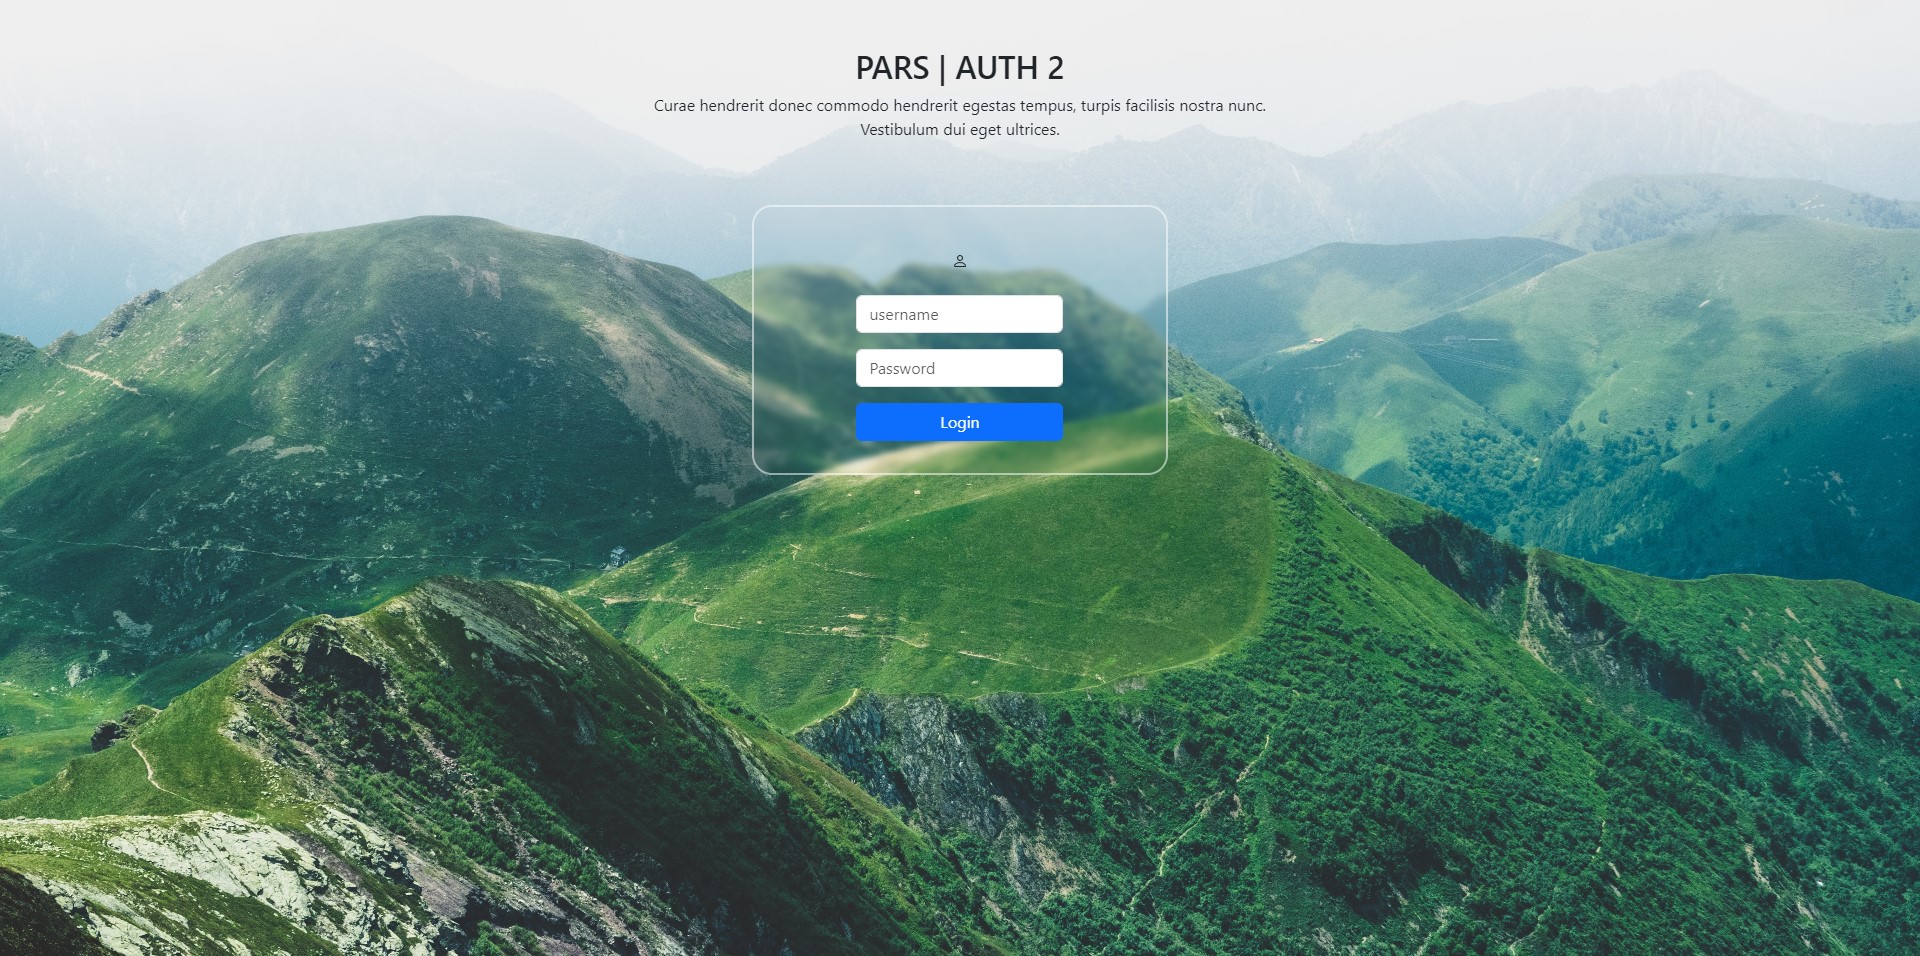 PARS | AUTH 2
Curae hendrerit donec commodo hendrerit egestas tempus, turpis facilisis nostra nunc.
Vestibulum dui eget ultrices.
username
Password
Login